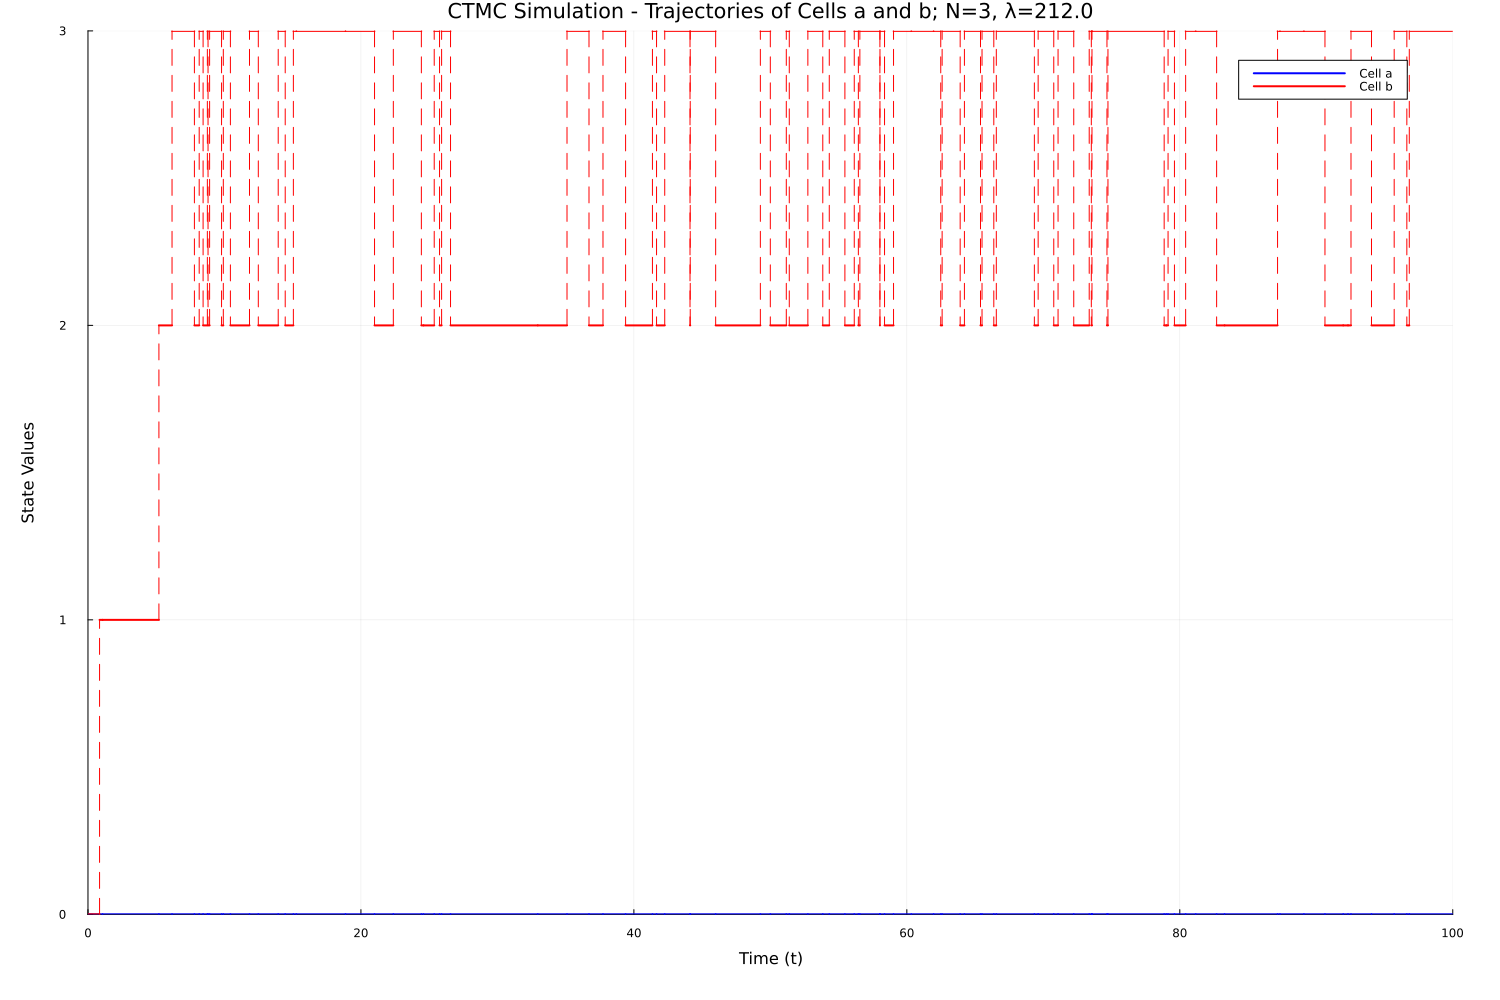 CTMC Simulation - Trajectories of Cells a and b; N=3, λ=212.0
3
Cell a
Cell b
2
State Values
1
0
0 20 40 60 80 100
Time (t)